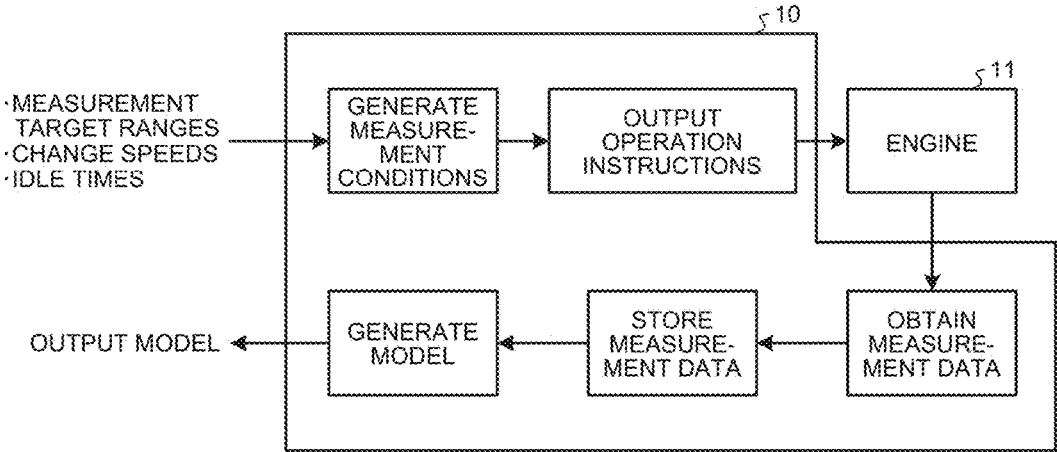 10
11
·MEASUREMENT
TARGET RANGES
·CHANGE SPEEDS
·IDLE TIMES
GENERATE
MEASURE-
MENT
CONDITIONS
OUTPUT
OPERATION
INSTRUCTIONS
ENGINE
OUTPUT MODEL
GENERATE
MODEL
STORE
MEASURE-
MENT DATA
OBTAIN
MEASURE-
MENT DATA